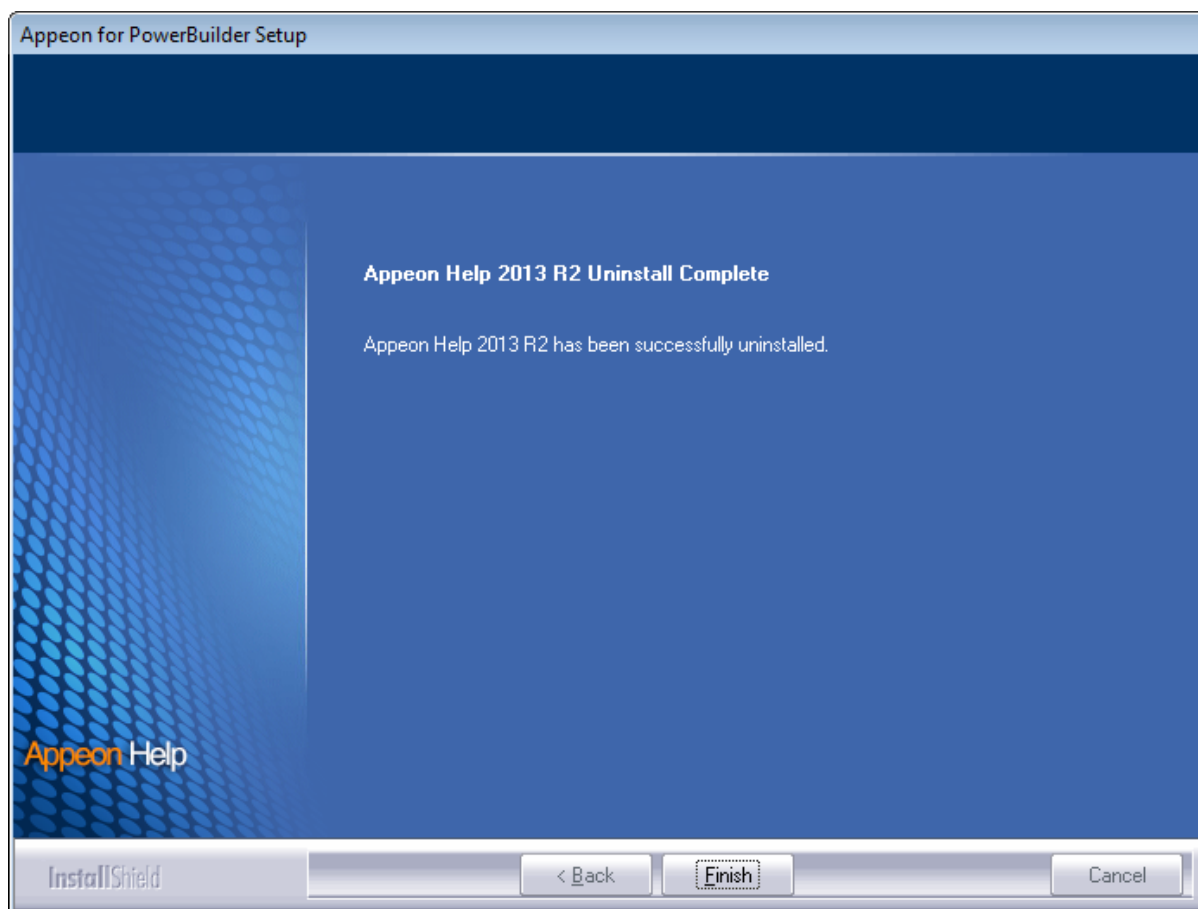 Appeon for PowerBuilder Setup
Appeon Help 2013 R2 Uninstall Complete
Appeon Help 2013 R2 has been successfully uninstalled.
Appeon Help
InstallShield
< Back
Finish
Cancel